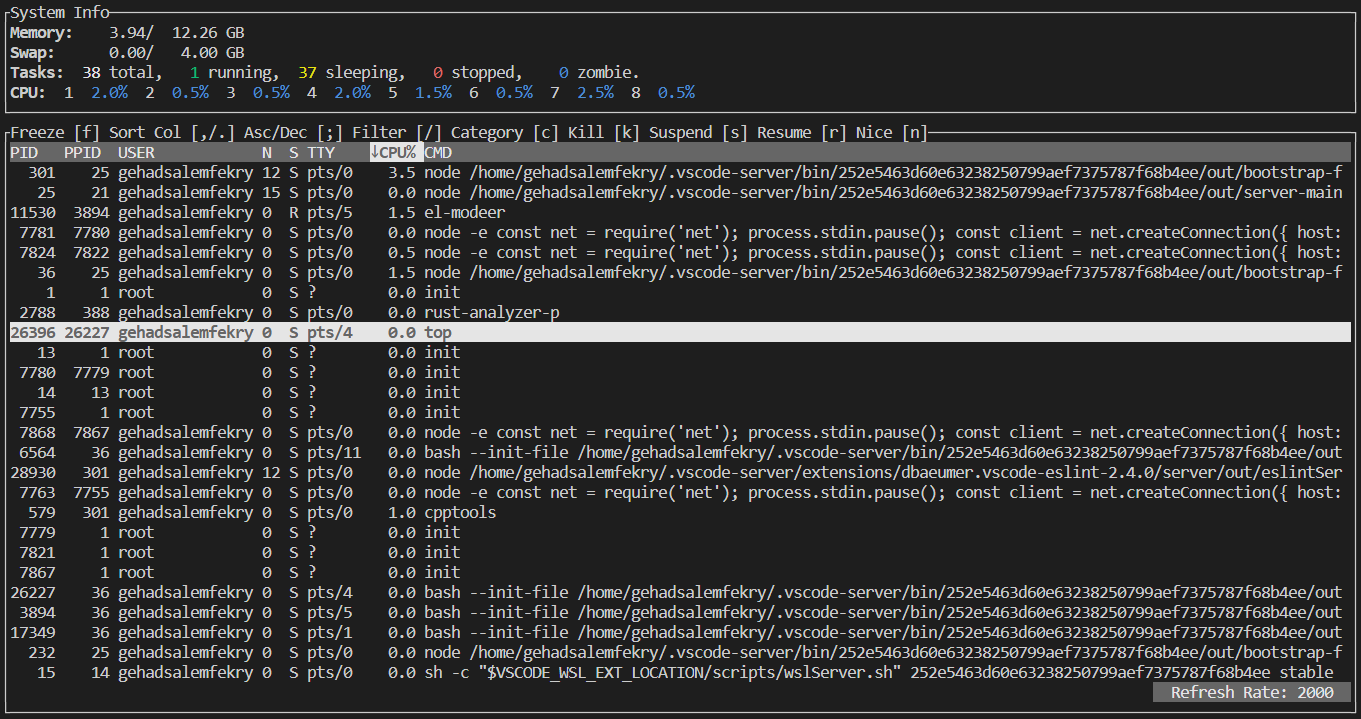 System Info
Memory: 3.94/ 12.26 GB
Swap: 0.00/ 4.00 GB
Tasks: 38 total, 1 running, 37 sleeping, 0 stopped, 0 zombie.
CPU: 1 2.0% 2 0.5% 3 0.5% 4 2.0% 5 1.5% 6 0.5% 7 2.5% 8 0.5%
Freeze [f] Sort Col [,/.] Asc/Dec [;] Filter [/] Category [c] Kill [k] Suspend [s] Resume [r] Nice [n]
PID PPID USER N S TTY ↓CPU% CMD
301 25 gehadsalemfekry 12 S pts/0 3.5 node /home/gehadsalemfekry/.vscode-server/bin/252e5463d60e63238250799aef7375787f68b4ee/out/bootstrap-f
25 21 gehadsalemfekry 15 S pts/0 0.0 node /home/gehadsalemfekry/.vscode-server/bin/252e5463d60e63238250799aef7375787f68b4ee/out/server-main
11530 3894 gehadsalemfekry 0 R pts/5 1.5 el-modeer
7781 7780 gehadsalemfekry 0 S pts/0 0.0 node -e const net = require('net'); process.stdin.pause(); const client = net.createConnection({ host:
7824 7822 gehadsalemfekry 0 S pts/0 0.5 node -e const net = require('net'); process.stdin.pause(); const client = net.createConnection({ host:
36 25 gehadsalemfekry 0 S pts/0 1.5 node /home/gehadsalemfekry/.vscode-server/bin/252e5463d60e63238250799aef7375787f68b4ee/out/bootstrap-f
1 1 root 0 S ? 0.0 init
2788 388 gehadsalemfekry 0 S pts/0 0.0 rust-analyzer-p
26396 26227 gehadsalemfekry 0 S pts/4 0.0 top
13 1 root 0 S ? 0.0 init
7780 7779 root 0 S ? 0.0 init
14 13 root 0 S ? 0.0 init
7755 1 root 0 S ? 0.0 init
7868 7867 gehadsalemfekry 0 S pts/0 0.0 node -e const net = require('net'); process.stdin.pause(); const client = net.createConnection({ host:
6564 36 gehadsalemfekry 0 S pts/11 0.0 bash --init-file /home/gehadsalemfekry/.vscode-server/bin/252e5463d60e63238250799aef7375787f68b4ee/out
28930 301 gehadsalemfekry 12 S pts/0 0.0 node /home/gehadsalemfekry/.vscode-server/extensions/dbaeumer.vscode-eslint-2.4.0/server/out/eslintSer
7763 7755 gehadsalemfekry 0 S pts/0 0.0 node -e const net = require('net'); process.stdin.pause(); const client = net.createConnection({ host:
579 301 gehadsalemfekry 0 S pts/0 1.0 cpptools
7779 1 root 0 S ? 0.0 init
7821 1 root 0 S ? 0.0 init
7867 1 root 0 S ? 0.0 init
26227 36 gehadsalemfekry 0 S pts/4 0.0 bash --init-file /home/gehadsalemfekry/.vscode-server/bin/252e5463d60e63238250799aef7375787f68b4ee/out
3894 36 gehadsalemfekry 0 S pts/5 0.0 bash --init-file /home/gehadsalemfekry/.vscode-server/bin/252e5463d60e63238250799aef7375787f68b4ee/out
17349 36 gehadsalemfekry 0 S pts/1 0.0 bash --init-file /home/gehadsalemfekry/.vscode-server/bin/252e5463d60e63238250799aef7375787f68b4ee/out
232 25 gehadsalemfekry 0 S pts/0 0.0 node /home/gehadsalemfekry/.vscode-server/bin/252e5463d60e63238250799aef7375787f68b4ee/out/bootstrap-f
15 14 gehadsalemfekry 0 S pts/0 0.0 sh -c "$VSCODE_WSL_EXT_LOCATION/scripts/wslServer.sh" 252e5463d60e63238250799aef7375787f68b4ee stable
Refresh Rate: 2000